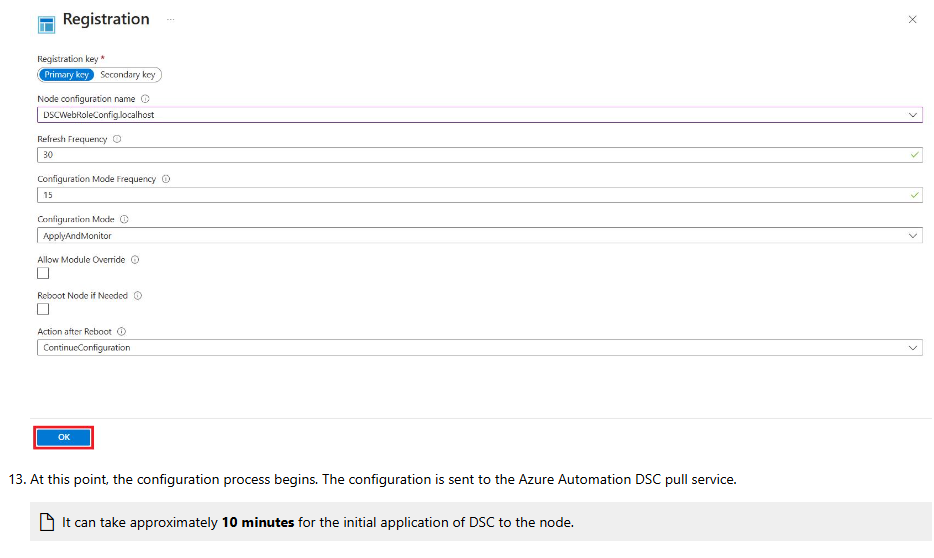 Registration ...
Registration key *
Primary key Secondary key
Node configuration name
DSCWebRoleConfig.localhost
Refresh Frequency
30
Configuration Mode Frequency
15
Configuration Mode
ApplyAndMonitor
Allow Module Override
Reboot Node if Needed
Action after Reboot
ContinueConfiguration
OK
13. At this point, the configuration process begins. The configuration is sent to the Azure Automation DSC pull service.
It can take approximately 10 minutes for the initial application of DSC to the node.